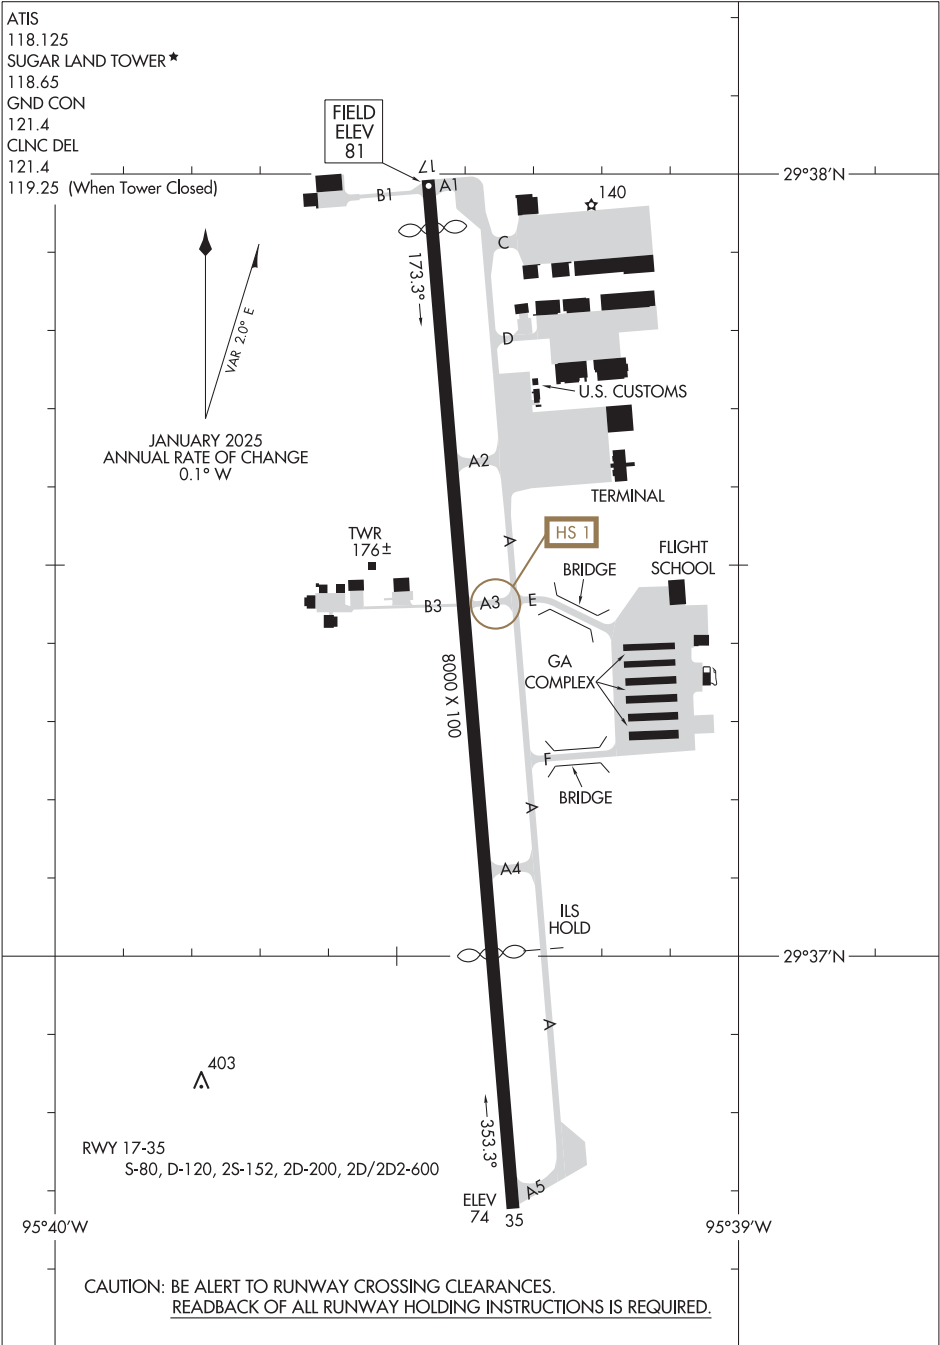 ATIS
118.125
SUGAR LAND TOWER★
118.65
GND CON
121.4
CLNC DEL
121.4
119.25 (When Tower Closed)
FIELD
ELEV
81
17
A1
B1
140
29°38'N
C
173.3°
VAR 2.0° E
D
U.S. CUSTOMS
JANUARY 2025
ANNUAL RATE OF CHANGE
0.1° W
A2
TERMINAL
HS 1
TWR
176±
A
FLIGHT
SCHOOL
BRIDGE
B3
A3
E
8000 X 100
GA
COMPLEX
F
BRIDGE
A
A4
ILS
HOLD
29°37'N
A
403
353.3°
RWY 17-35
S-80, D-120, 2S-152, 2D-200, 2D/2D2-600
A5
ELEV
74
35
95°40'W
95°39'W
CAUTION: BE ALERT TO RUNWAY CROSSING CLEARANCES.
READBACK OF ALL RUNWAY HOLDING INSTRUCTIONS IS REQUIRED.